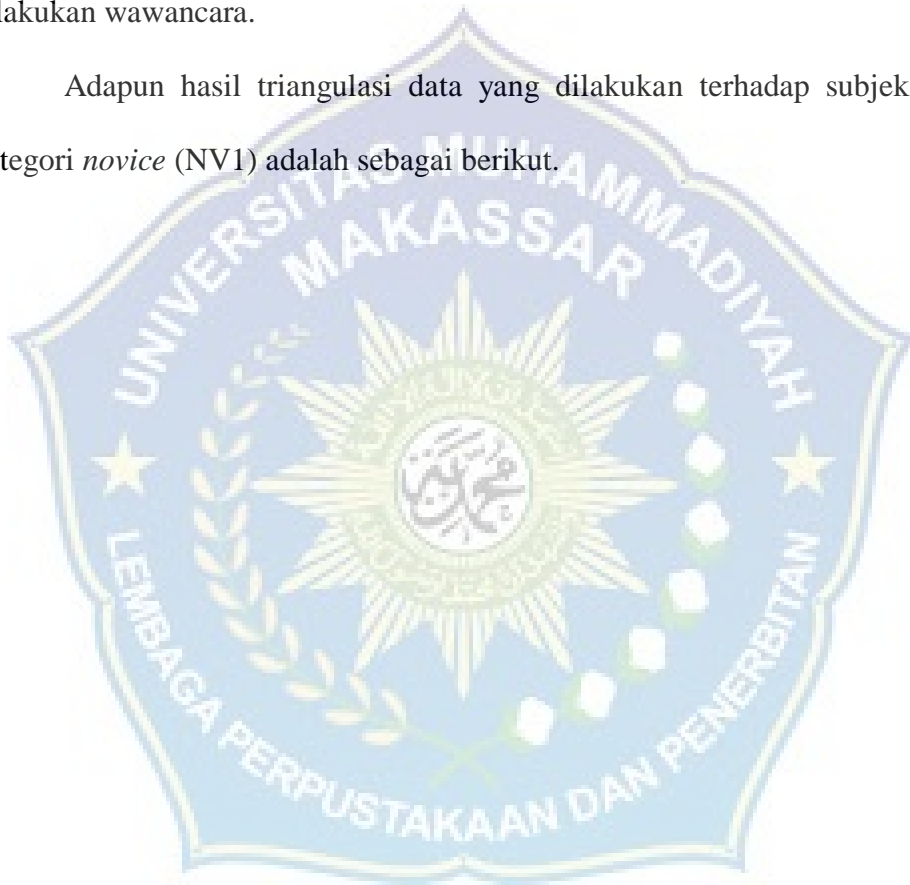 lakukan wawancara.
Adapun hasil triangulasi data yang dilakukan terhadap subjek
tegori novice (NV1) adalah sebagai berikut.
UNIVERSITAS MUHAMMADIYAH
MAKASSAR
محمدية
LEMBAGA PERPUSTAKAAN DAN PENERBITAN